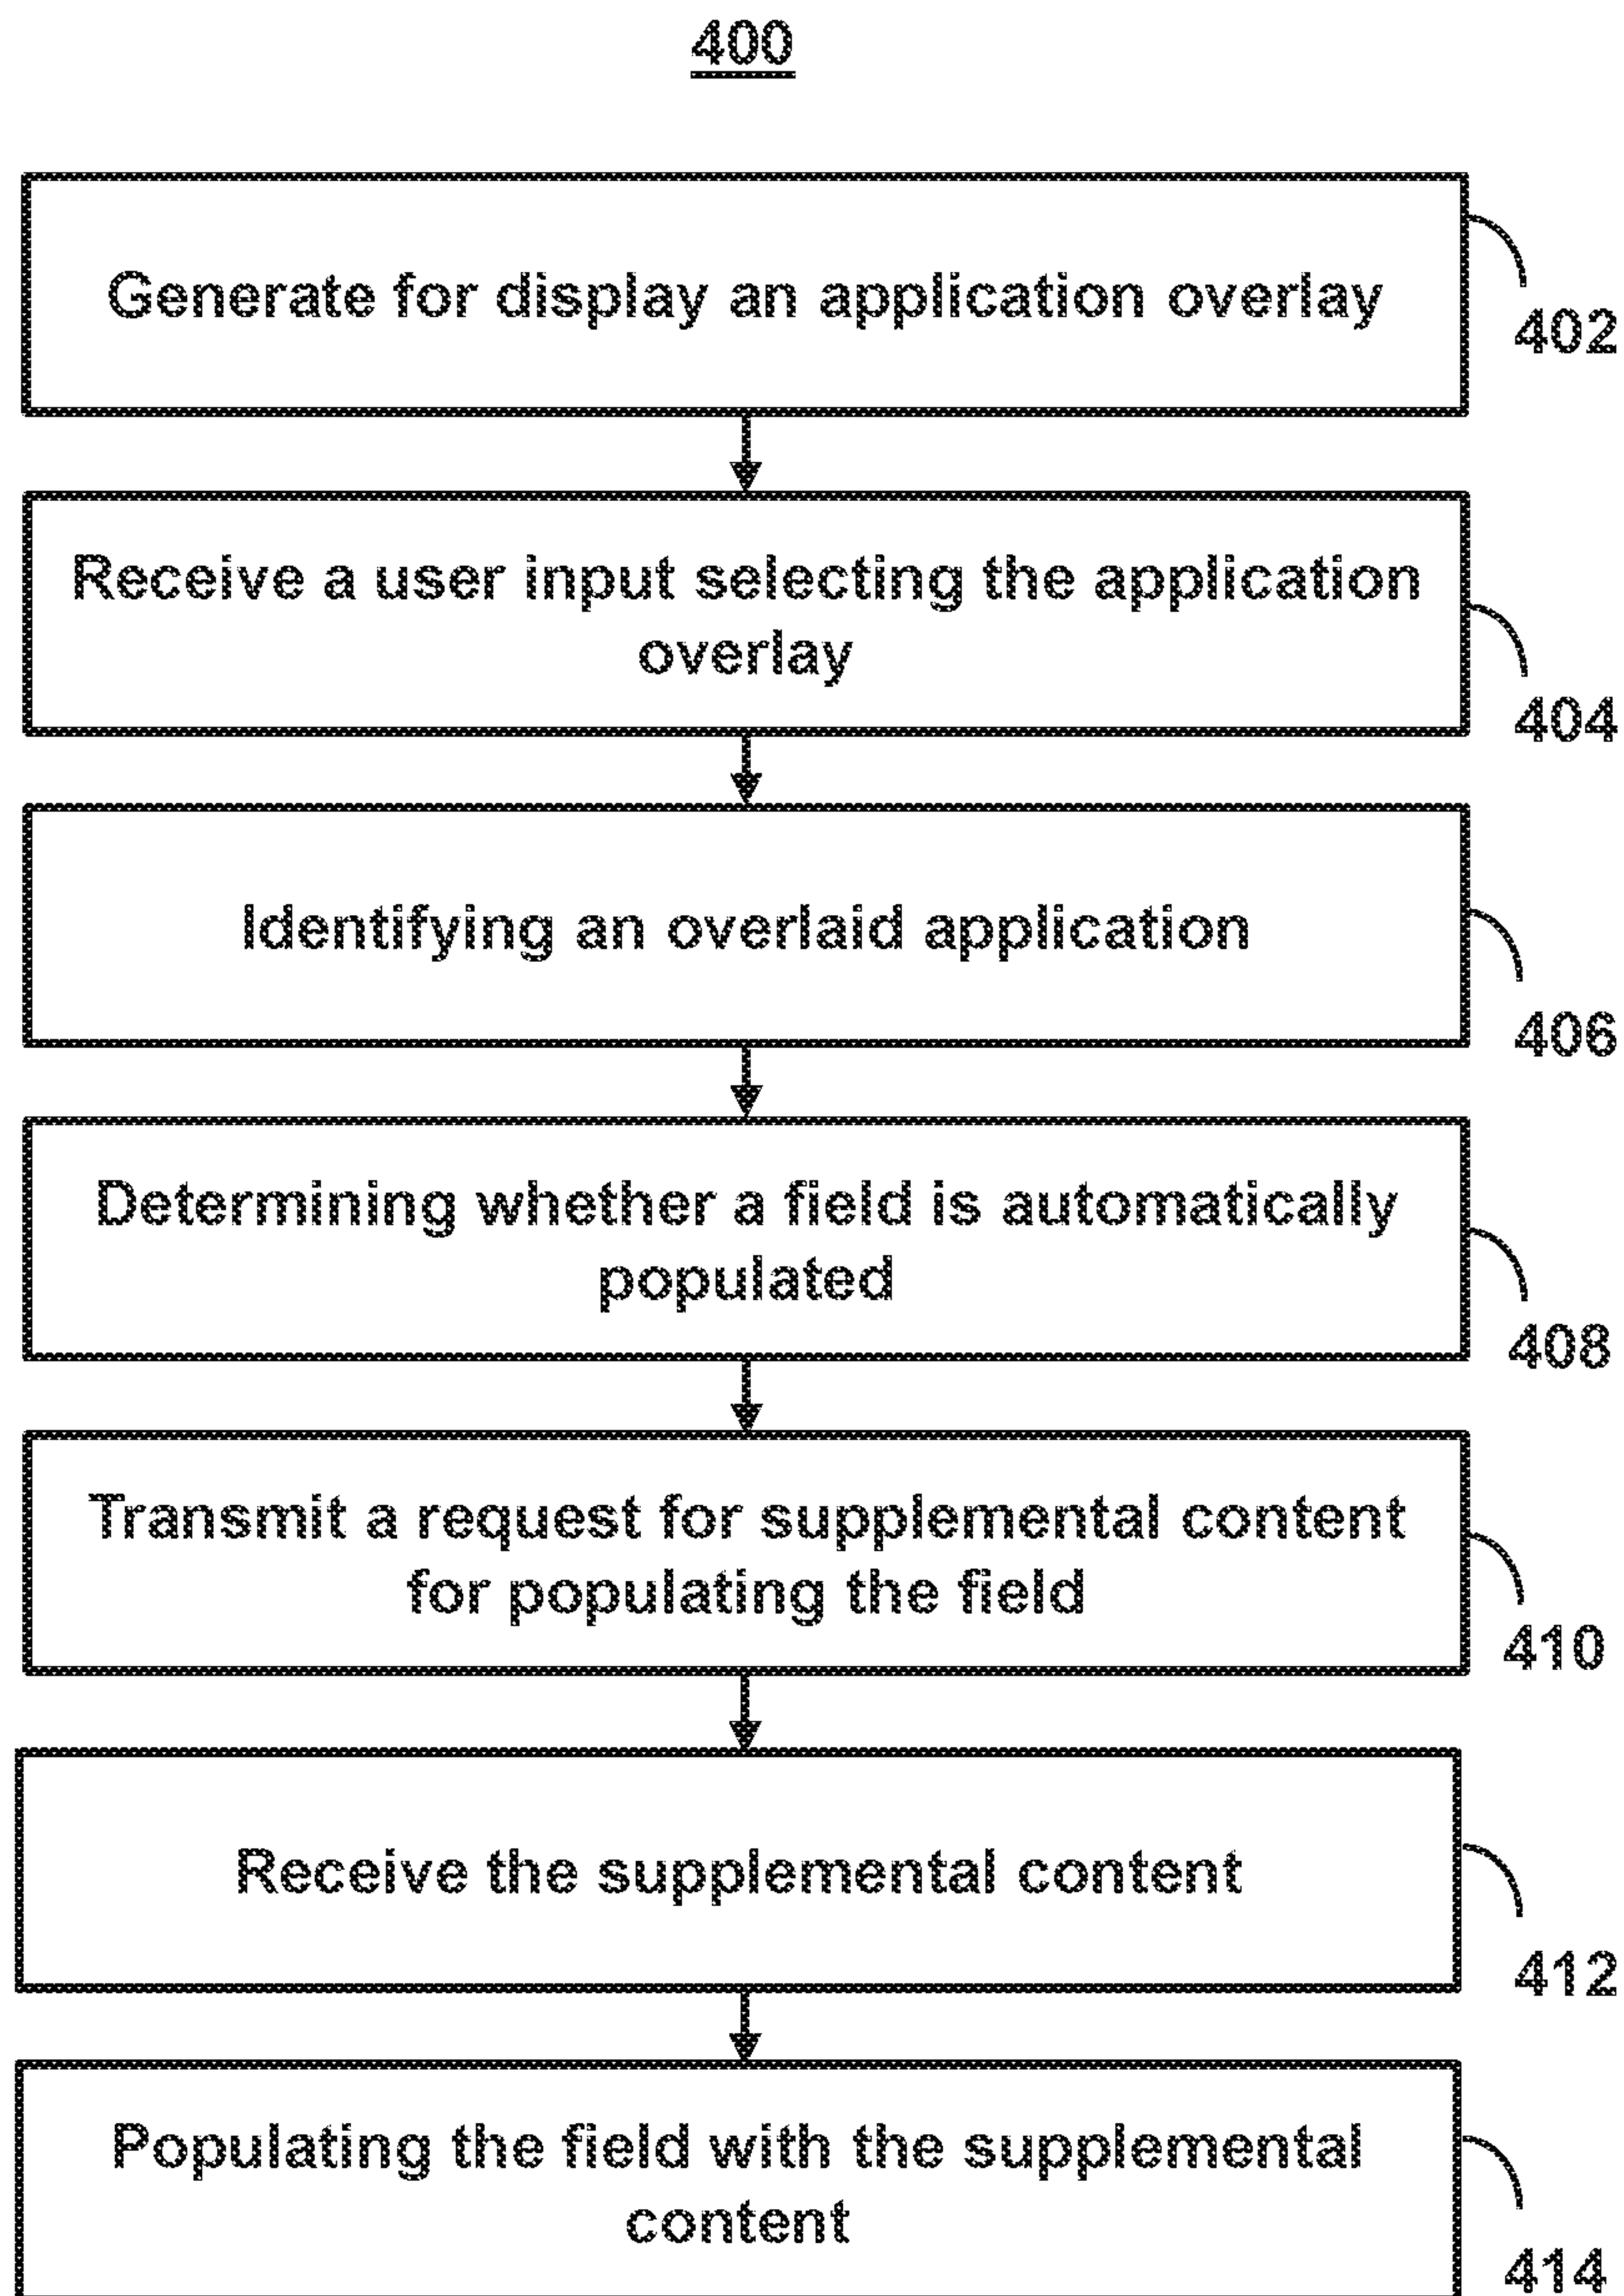 400
Generate for display an application overlay
402
Receive a user input selecting the application
overlay
404
Identifying an overlaid application
406
Determining whether a field is automatically
populated
408
Transmit a request for supplemental content
for populating the field
410
Receive the supplemental content
412
Populating the field with the supplemental
content
414